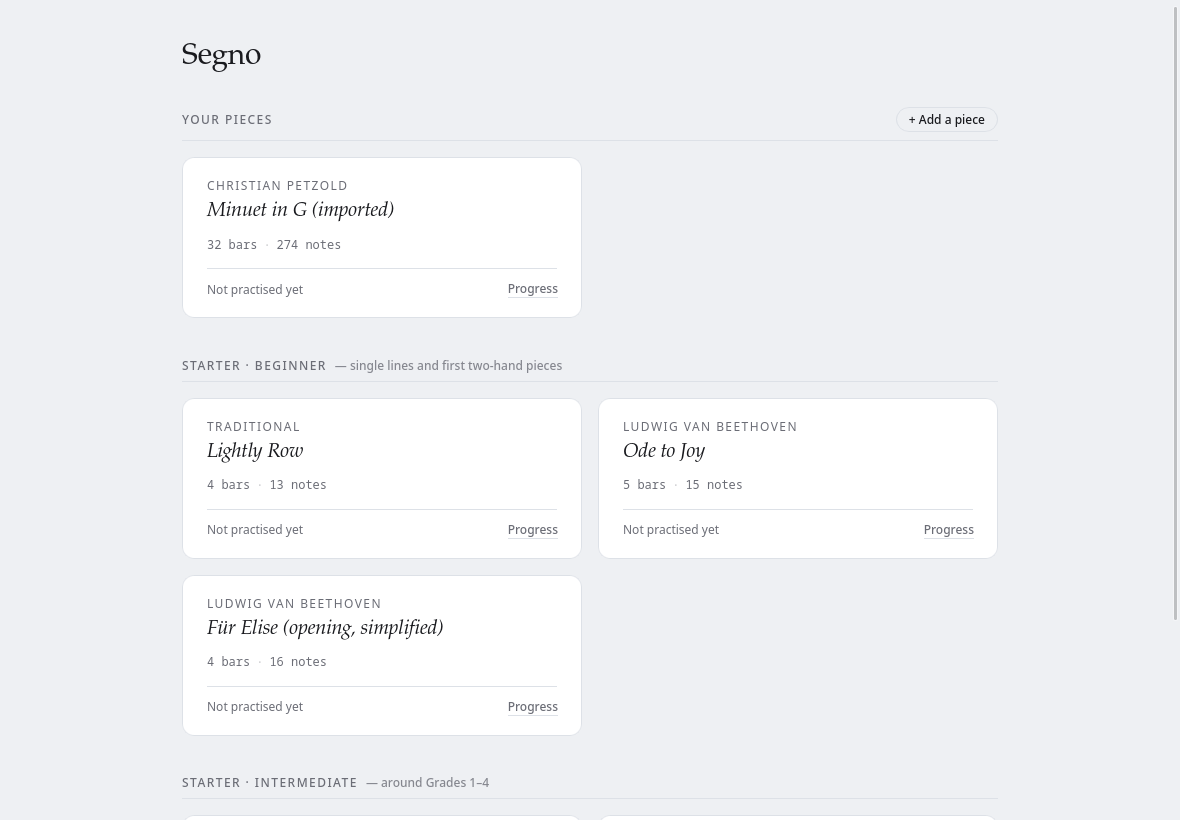 Segno
YOUR PIECES
+ Add a piece
CHRISTIAN PETZOLD
Minuet in G (imported)
32 bars · 274 notes
Not practised yet
Progress
STARTER · BEGINNER — single lines and first two-hand pieces
TRADITIONAL
Lightly Row
4 bars · 13 notes
Not practised yet
Progress
LUDWIG VAN BEETHOVEN
Ode to Joy
5 bars · 15 notes
Not practised yet
Progress
LUDWIG VAN BEETHOVEN
Für Elise (opening, simplified)
4 bars · 16 notes
Not practised yet
Progress
STARTER · INTERMEDIATE — around Grades 1–4